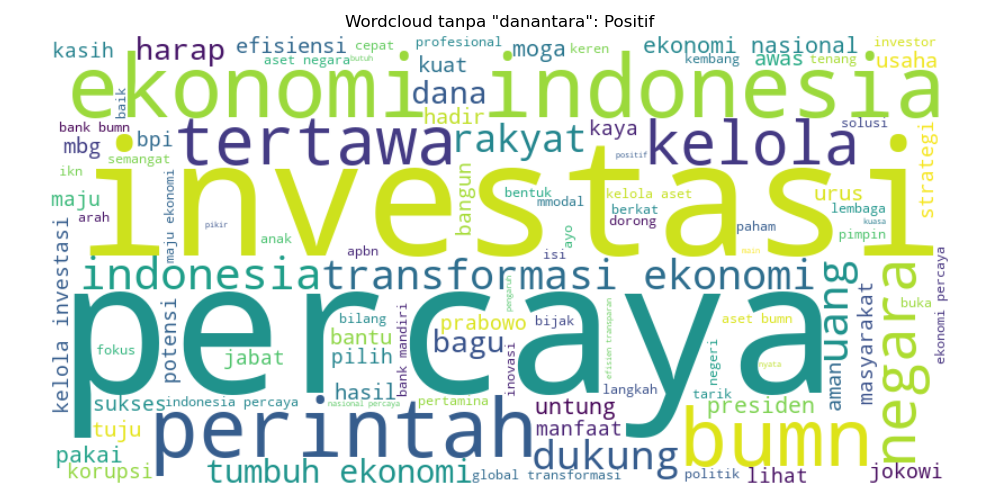 Wordcloud tanpa "danantara": Positif
kasih
harap
efisiensi
cepat
profesional
moga
keren
ekonomi nasional
investor
aset negara
butuh
kuat
kembang
awas
tenang
usaha
ekonomi indonesia
dana
baik
hadir
bank bumn
mbg
bpi
tertawa
rakyat
kaya
kelola
solusi
semangat
positif
ikn
investasi
strategi
maju
maju ekonomi
bangun
bentuk
mmodal
kelola aset
urus
arah
berkat
dorong
lembaga
kuasa
pikir
paham
pimpin
anak
ayo
apbn
isi
main
kelola investasi
indonesia
transformasi ekonomi
uang
negara
ekonomi percaya
percaya
potensi
pengaruh
aman
masyarakat
buka
bilang
bank mandiri
prabowo
bijak
efisien transparan
aset bumn
fokus
jabat
bantu
pilih
bagu
inovasi
negeri
nyata
hasil
langkah
tarik
sukses
indonesia percaya
nasional percaya
pertamina
untung
presiden
tuju
perintah
manfaat
bumn
pakai
dukung
korupsi
tumbuh ekonomi
global transformasi
politik
lihat
jokowi